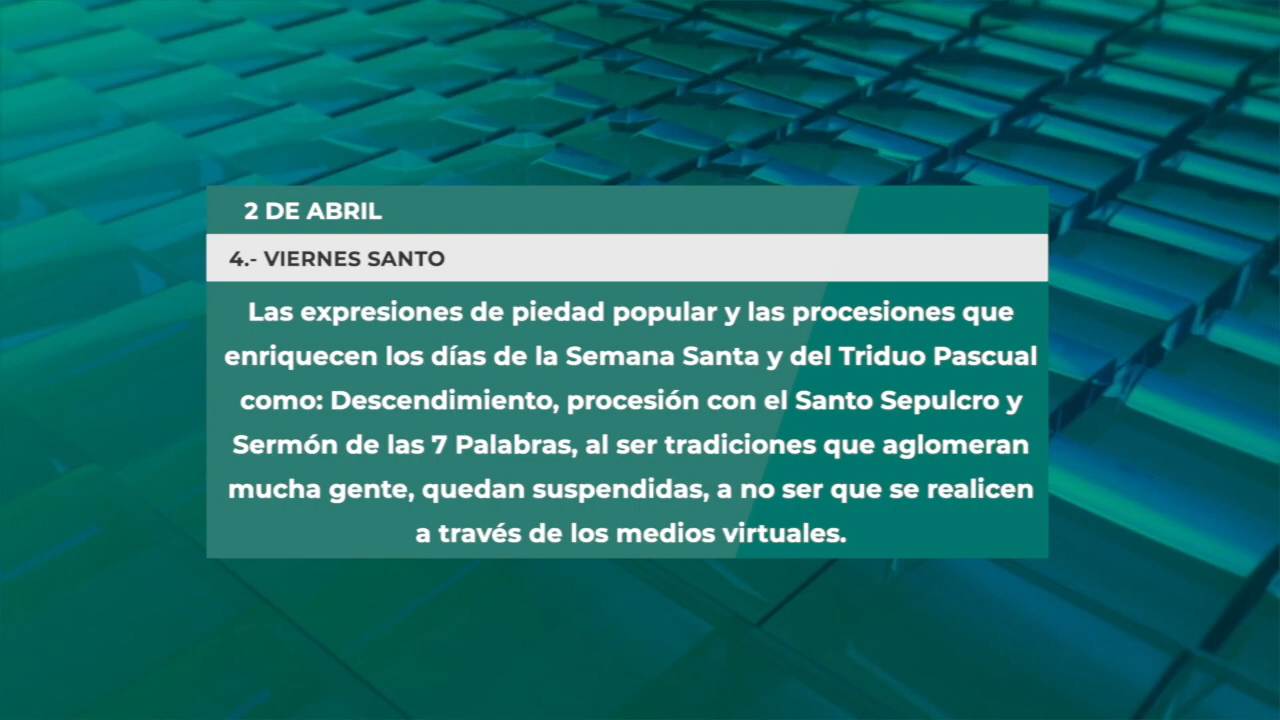 2 DE ABRIL
4.- VIERNES SANTO
Las expresiones de piedad popular y las procesiones que
enriquecen los días de la Semana Santa y del Triduo Pascual
como: Descendimiento, procesión con el Santo Sepulcro y
Sermón de las 7 Palabras, al ser tradiciones que aglomeran
mucha gente, quedan suspendidas, a no ser que se realicen
a través de los medios virtuales.